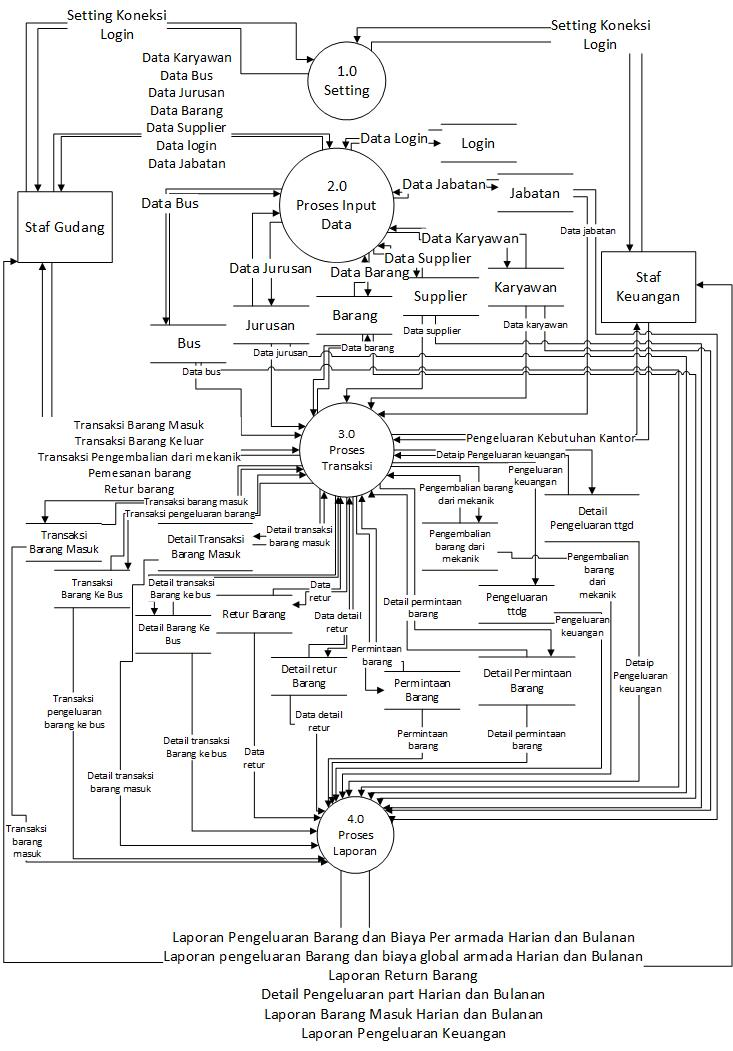 Setting Koneksi
Login
Setting Koneksi
Login
1.0
Setting
Data Karyawan
Data Bus
Data Jurusan
Data Barang
Data Supplier
Data login
Data Jabatan
Data Login
Login
2.0
Proses Input
Data
Data Jabatan
Jabatan
Staf Gudang
Data Bus
Data jabatan
Data Karyawan
Data Supplier
Data Jurusan
Data Barang
Staf
Keuangan
Karyawan
Supplier
Barang
Jurusan
Bus
Data supplier
Data karyawan
Data jurusan
Data barang
Data bus
3.0
Proses
Transaksi
Transaksi Barang Masuk
Transaksi Barang Keluar
Transaksi Pengembalian dari mekanik
Pemesanan barang
Retur barang
Pengeluaran Kebutuhan Kantor
Detaip Pengeluaran keuangan
Pengeluaran
keuangan
Pengembalian barang
dari mekanik
Detail
Pengeluaran ttgd
Transaksi barang masuk
Transaksi pengeluaran barang
Transaksi
Barang Masuk
Detail Transaksi
Barang Masuk
Detail transaksi
barang masuk
Pengembalian
barang dari
mekanik
Pengembalian
barang
dari
mekanik
Transaksi
Barang Ke Bus
Detail transaksi
Barang ke bus
Data
retur
Retur Barang
Detail Barang Ke
Bus
Data detail
retur
Detail permintaan
barang
Pengeluaran
ttdg
Pengeluaran
keuangan
Permintaan
barang
Detail retur
Barang
Permintaan
Barang
Detail Permintaan
Barang
Detaip
Pengeluaran
keuangan
Transaksi
pengeluaran
barang ke bus
Data detail
retur
Detail transaksi
Barang ke bus
Data
retur
Permintaan
barang
Detail permintaan
barang
Detail transaksi
barang masuk
Transaksi
barang
masuk
4.0
Proses
Laporan
Laporan Pengeluaran Barang dan Biaya Per armada Harian dan Bulanan
Laporan pengeluaran Barang dan biaya global armada Harian dan Bulanan
Laporan Return Barang
Detail Pengeluaran part Harian dan Bulanan
Laporan Barang Masuk Harian dan Bulanan
Laporan Pengeluaran Keuangan